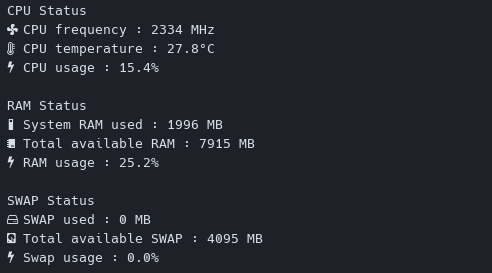 CPU Status
CPU frequency : 2334 MHz
CPU temperature : 27.8°C
CPU usage : 15.4%
RAM Status
System RAM used : 1996 MB
Total available RAM : 7915 MB
RAM usage : 25.2%
SWAP Status
SWAP used : 0 MB
Total available SWAP : 4095 MB
Swap usage : 0.0%